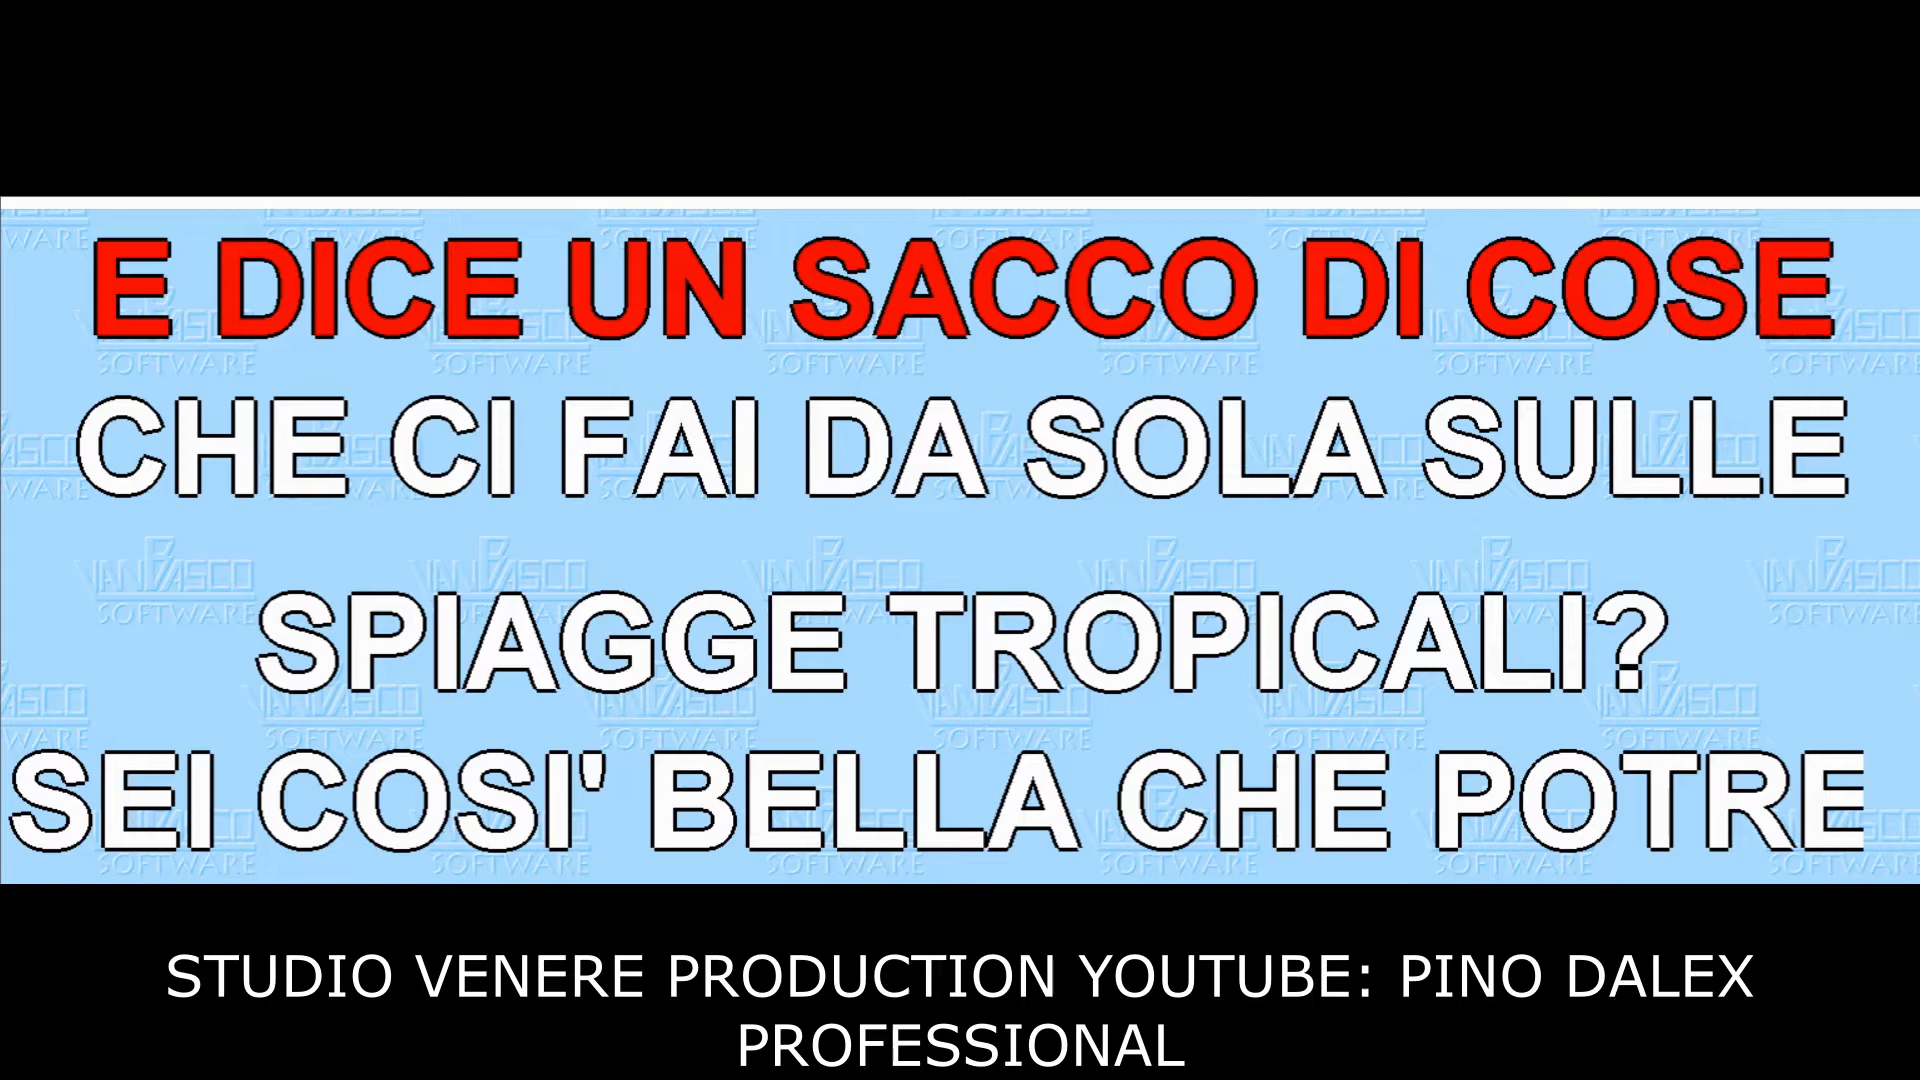 E DICE UN SACCO DI COSE
CHE CI FAI DA SOLA SULLE
SPIAGGE TROPICALI?
SEI COSI' BELLA CHE POTRE
STUDIO VENERE PRODUCTION YOUTUBE: PINO DALEX
PROFESSIONAL